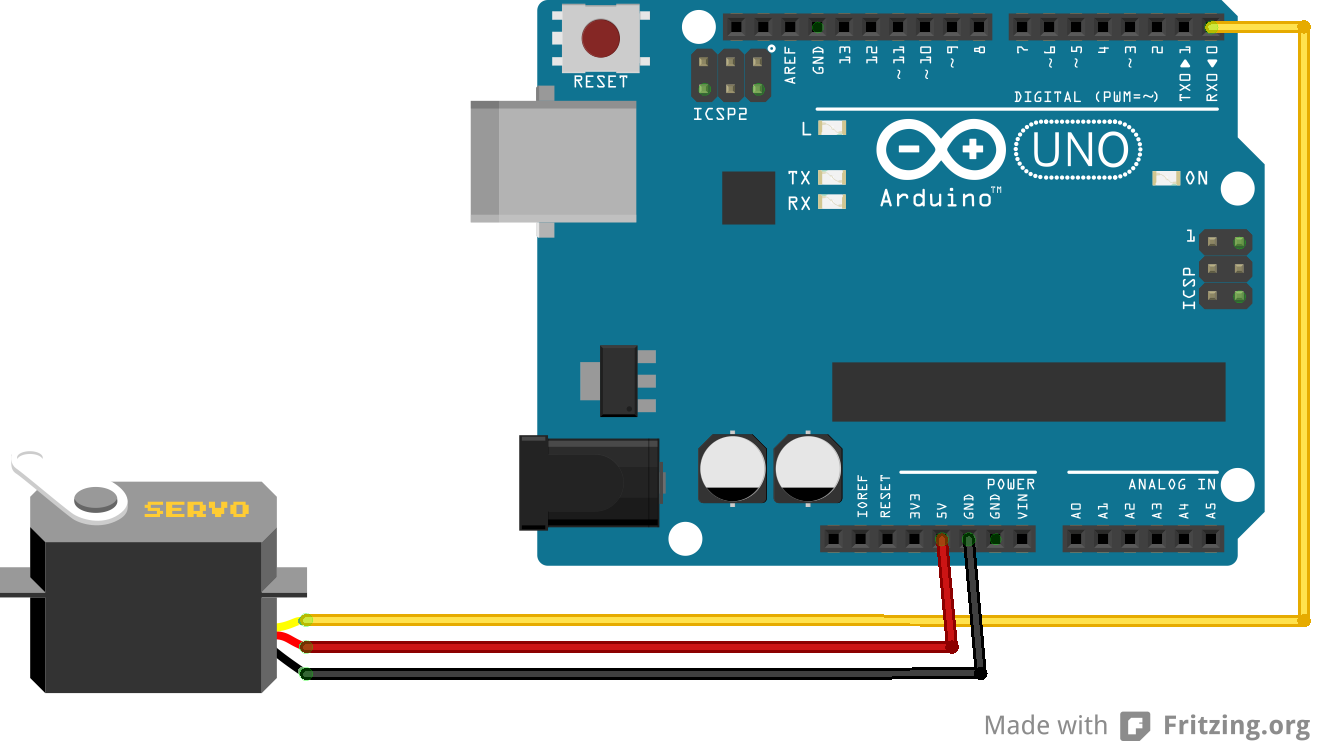 RESET
ICSP2
AREF
GND
13
12
~11
~10
~9
8
7
~6
~5
4
~3
2
TX0▶1
RX0◀0
DIGITAL (PWM=~)
L
TX
RX
Arduino™
UNO
ON
1
ICSP
SERVO
POWER
IOREF
RESET
3V3
5V
GND
GND
VIN
ANALOG IN
A0
A1
A2
A3
A4
A5
Made with Fritzing.org